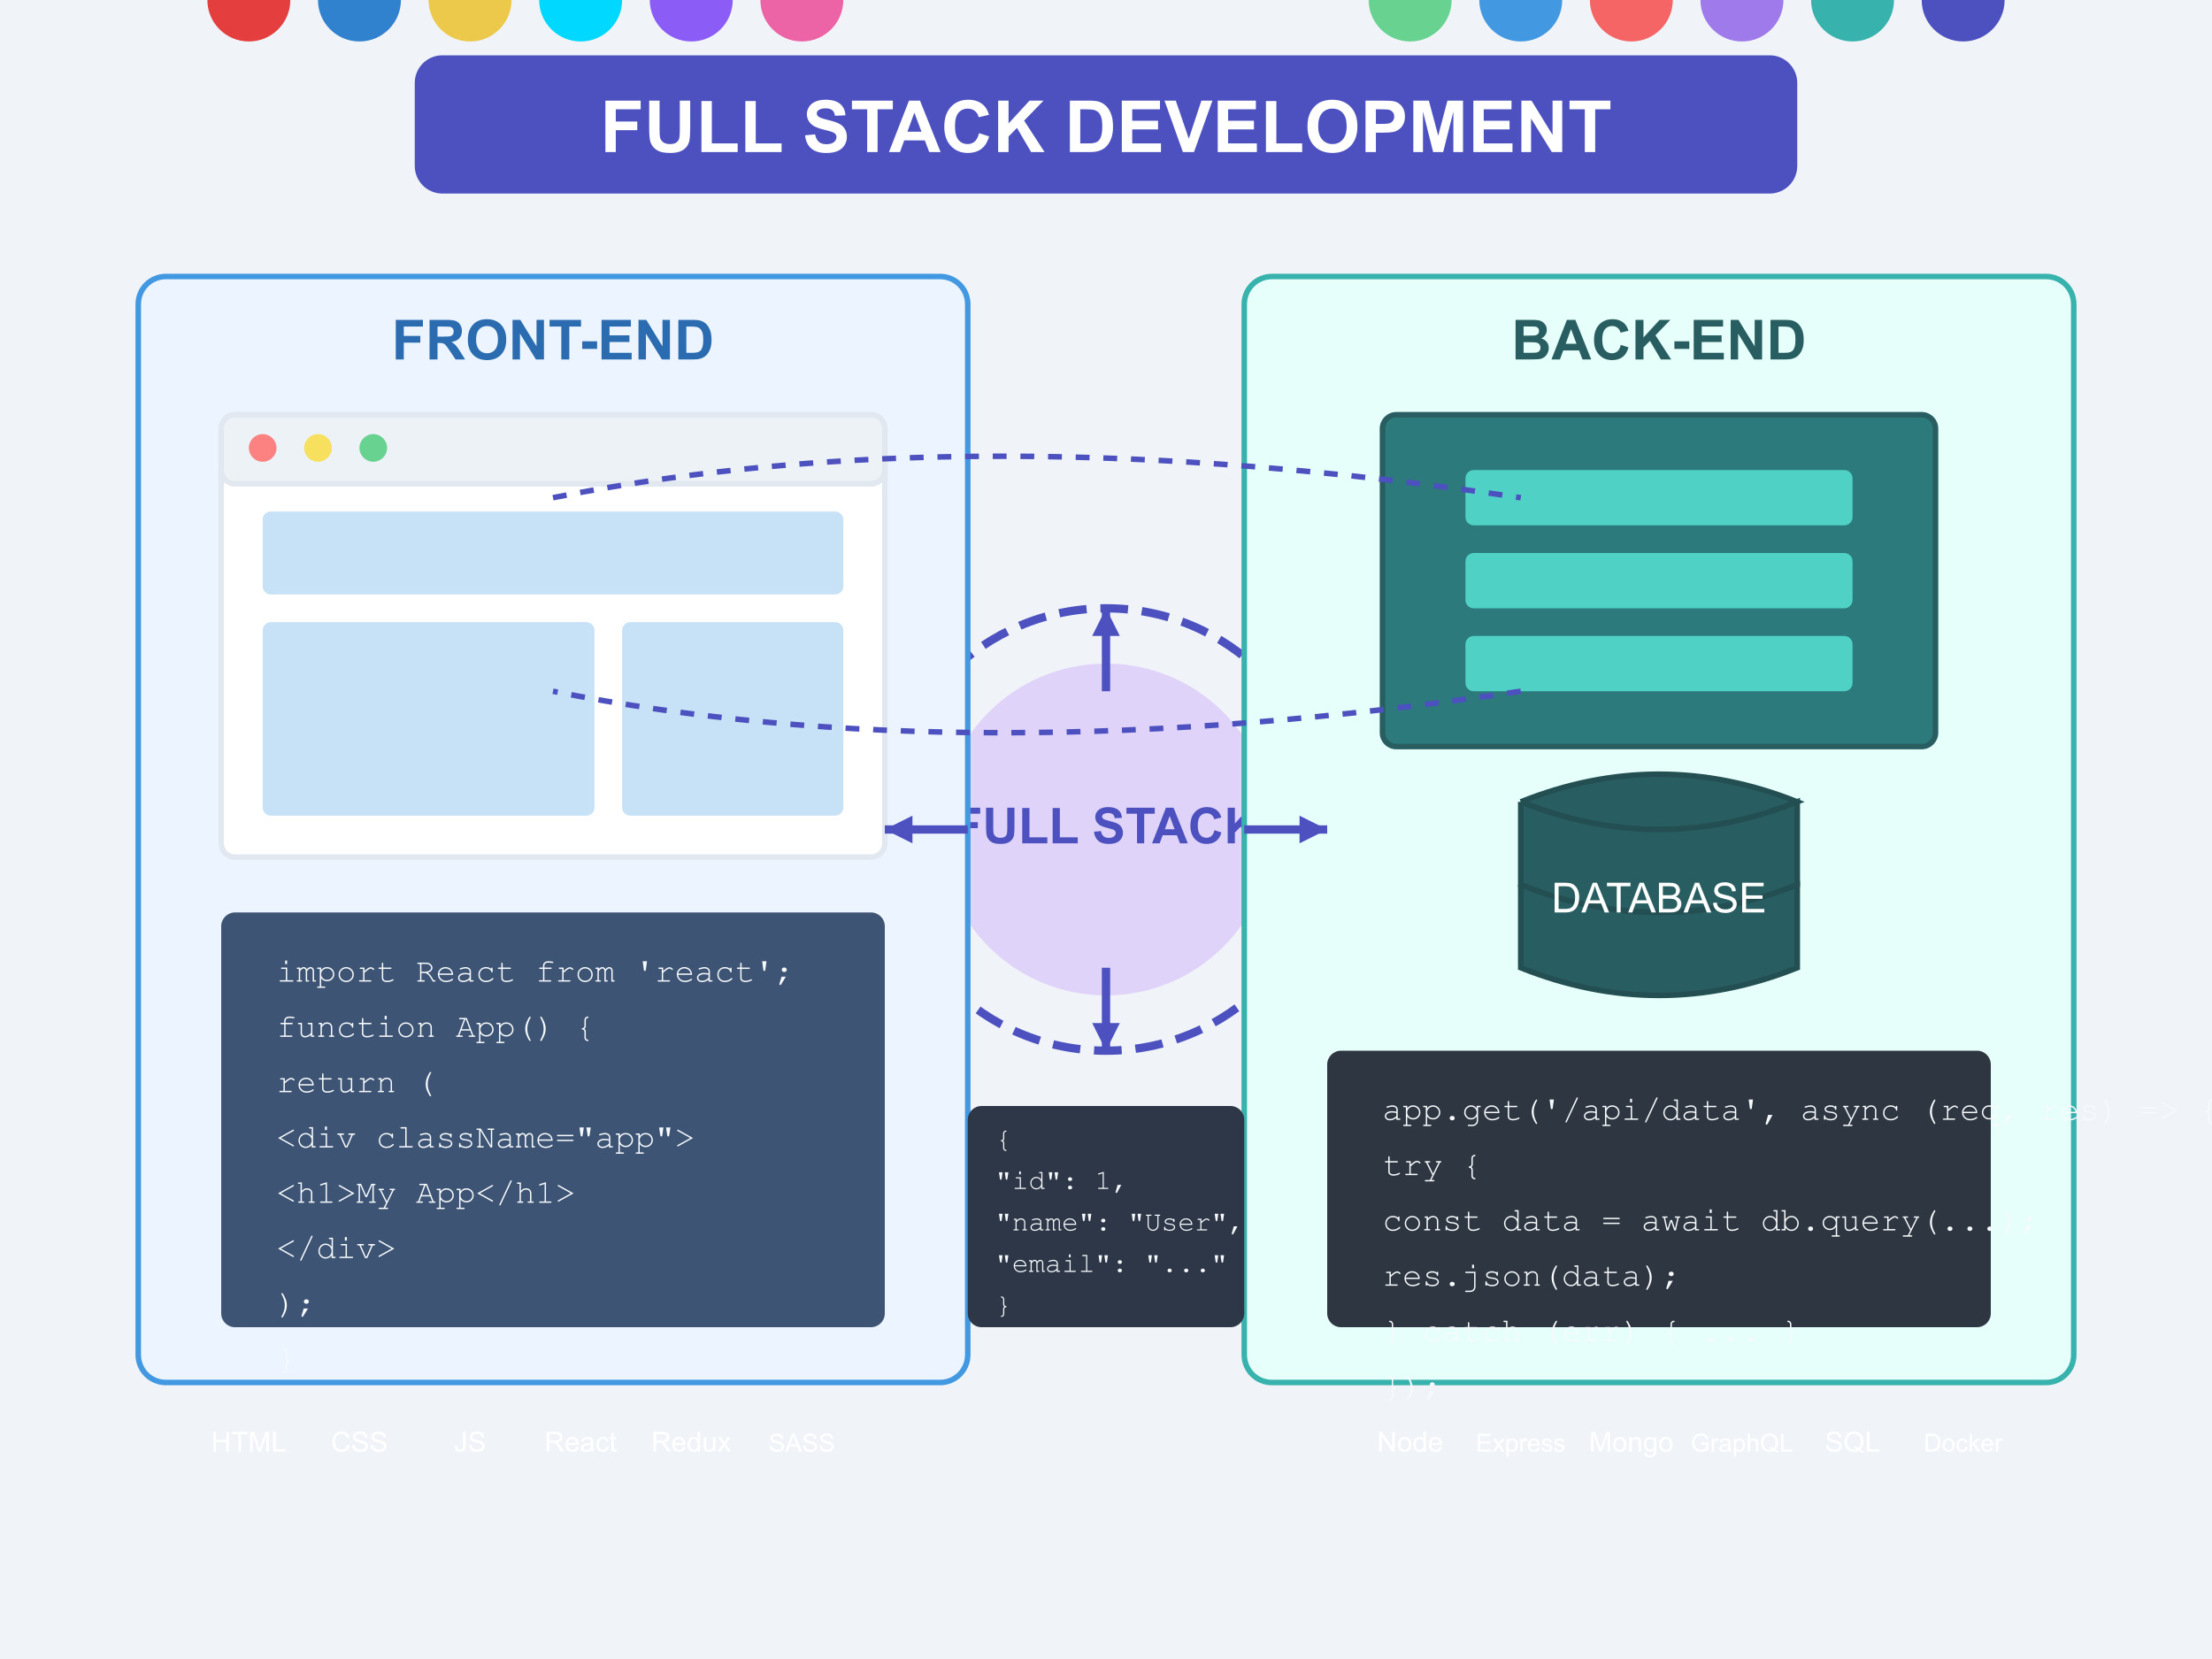 FULL STACK DEVELOPMENT
FRONT-END
BACK-END
FULL STACK
DATABASE
import React from 'react';
function App() {
return (
<div className="app">
<h1>My App</h1>
</div>
);
}
{
"id": 1,
"name": "User",
"email": "..."
}
app.get('/api/data', async (req, res) => {
try {
const data = await db.query(...);
res.json(data);
} catch (err) { ... }
});
HTML CSS JS React Redux SASS
Node Express Mongo GraphQL SQL Docker